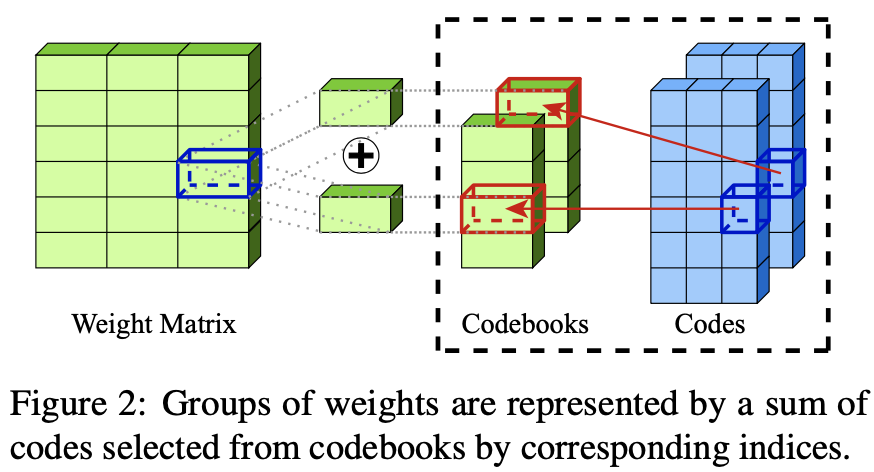 Weight Matrix
Codebooks
Codes
Figure 2: Groups of weights are represented by a sum of
codes selected from codebooks by corresponding indices.